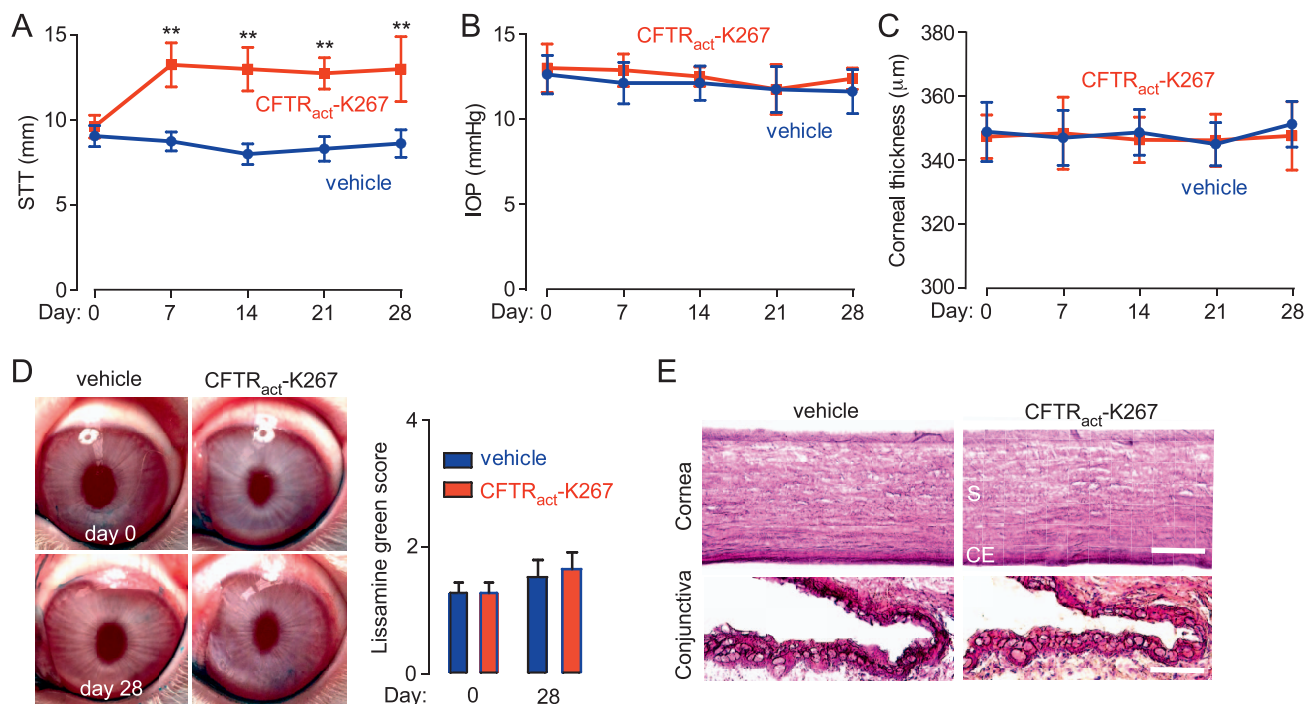 A
STT (mm)
15
10
5
0
** ** ** **
CFTRact-K267
vehicle
Day: 0 7 14 21 28
B
IOP (mmHg)
15
10
5
0
CFTRact-K267
vehicle
Day: 0 7 14 21 28
C
Corneal thickness (μm)
380
360
340
320
300
CFTRact-K267
vehicle
Day: 0 7 14 21 28
D
vehicle CFTRact-K267
day 0
day 28
Lissamine green score
4
2
0
vehicle
CFTRact-K267
Day: 0 28
E
vehicle CFTRact-K267
Cornea
S
CE
Conjunctiva